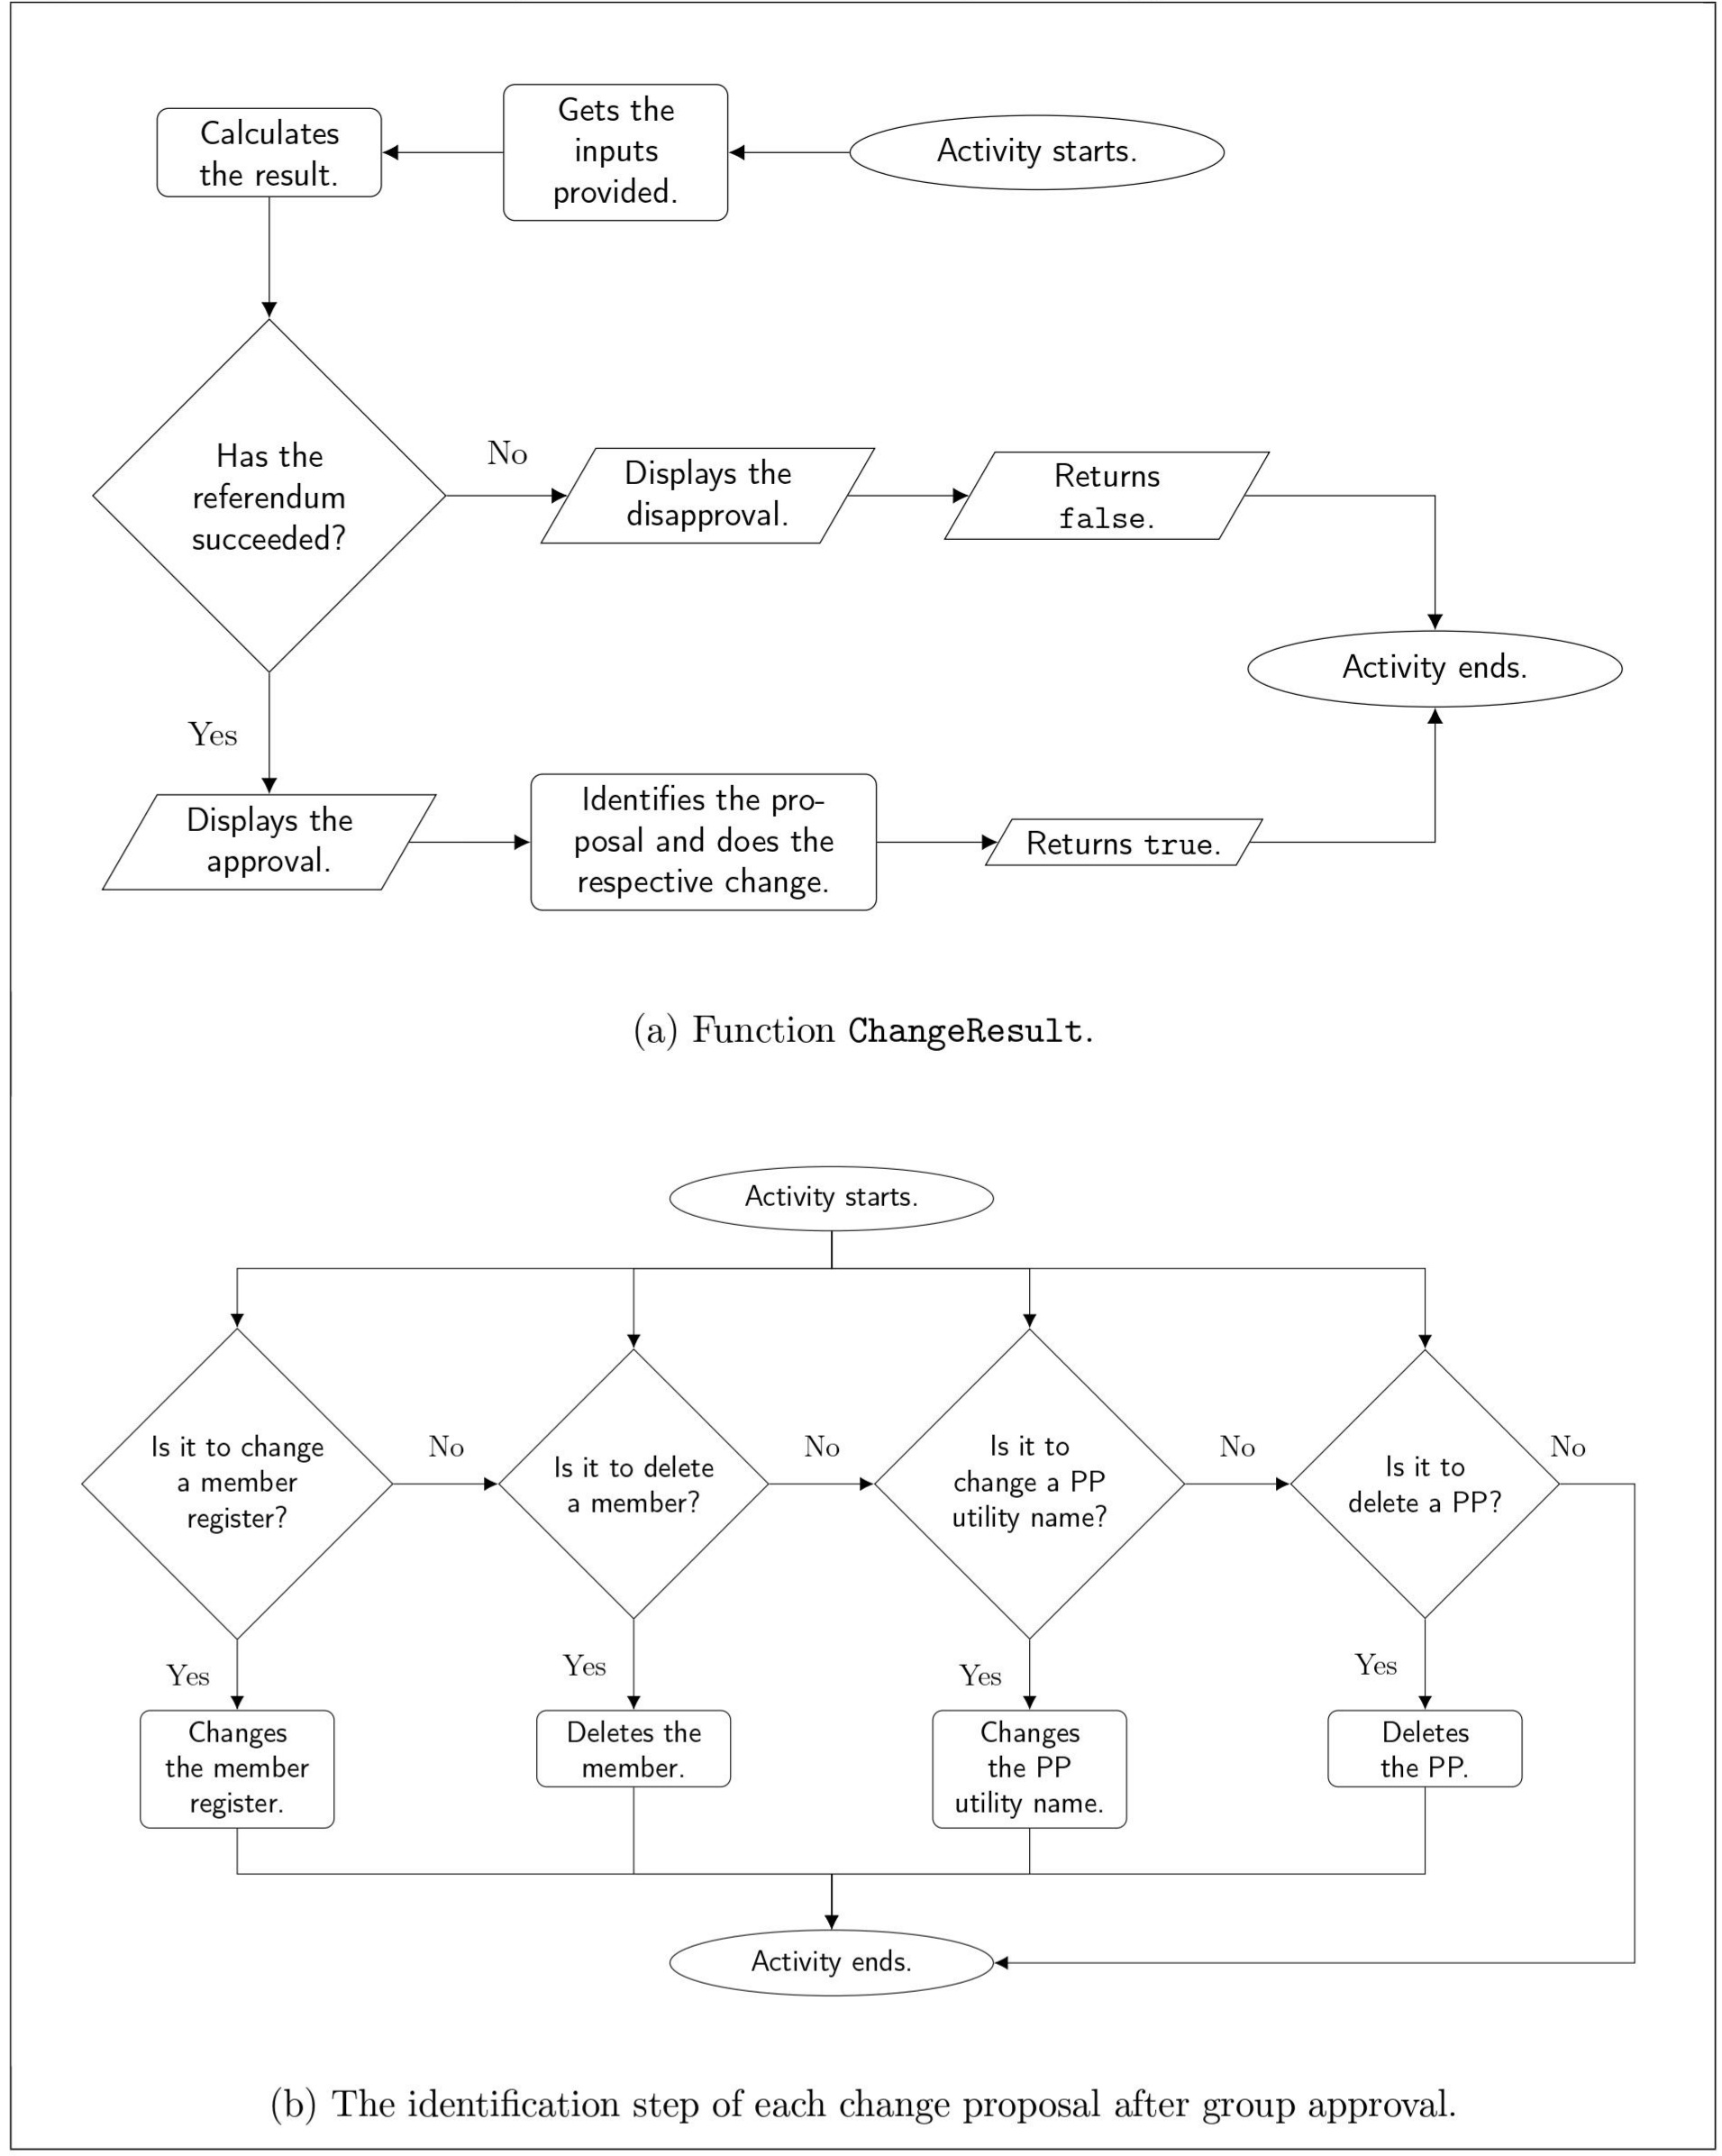 Activity starts.
Gets the
inputs
provided.
Calculates
the result.
Has the
referendum
succeeded?
No
Displays the
disapproval.
Returns
false.
Activity ends.
Yes
Displays the
approval.
Identifies the pro-
posal and does the
respective change.
Returns true.
(a) Function ChangeResult.
Activity starts.
Is it to change
a member
register?
No
Is it to delete
a member?
No
Is it to
change a PP
utility name?
No
Is it to
delete a PP?
No
Yes
Yes
Yes
Yes
Changes
the member
register.
Deletes the
member.
Changes
the PP
utility name.
Deletes
the PP.
Activity ends.
(b) The identification step of each change proposal after group approval.